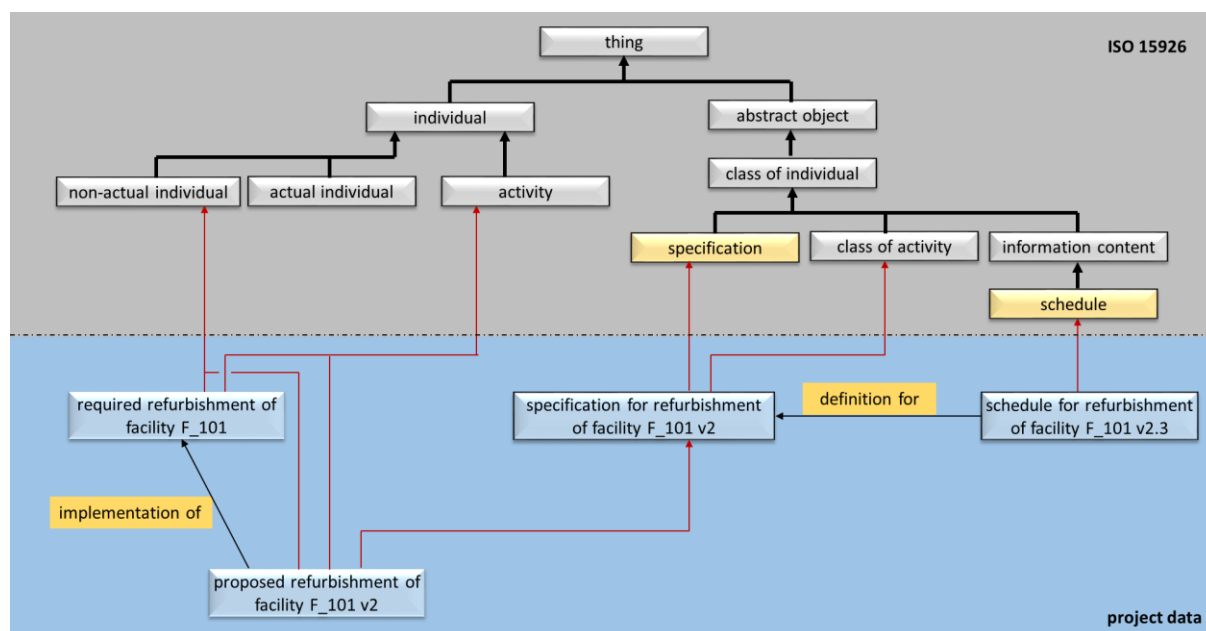 thing
ISO 15926
individual
abstract object
class of individual
non-actual individual
actual individual
activity
specification
class of activity
information content
schedule
required refurbishment of
facility F_101
specification for refurbishment
of facility F_101 v2
definition for
schedule for refurbishment
of facility F_101 v2.3
implementation of
proposed refurbishment of
facility F_101 v2
project data